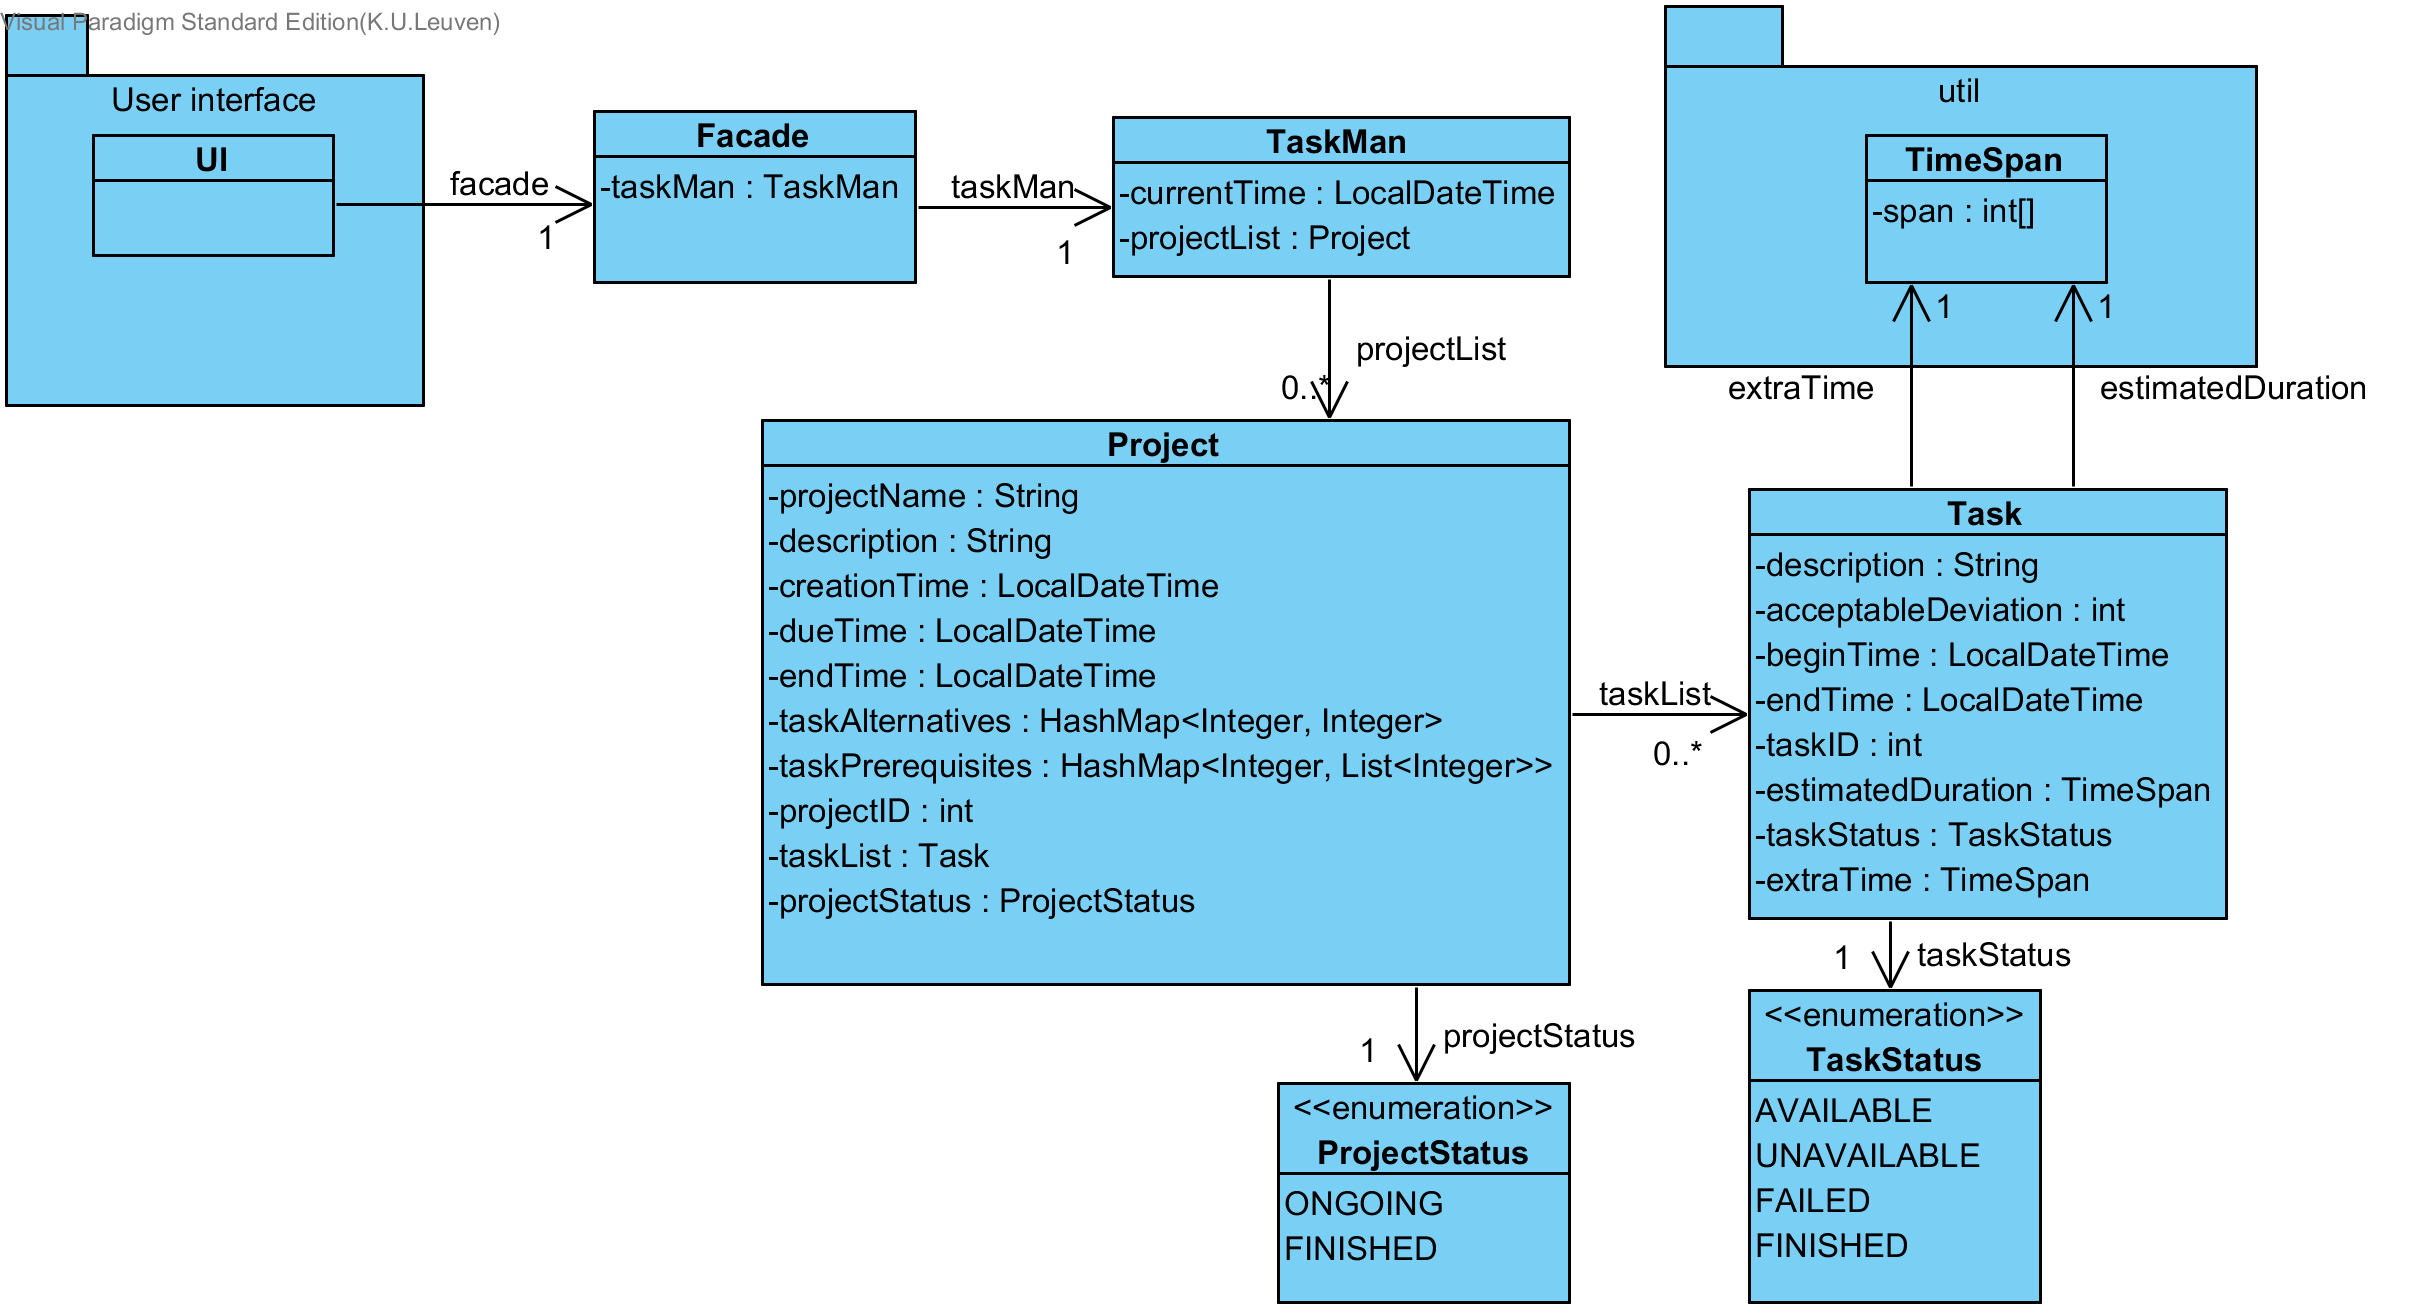 Visual Paradigm Standard Edition(K.U.Leuven)
User interface
UI
facade
1
Facade
-taskMan : TaskMan
taskMan
1
TaskMan
-currentTime : LocalDateTime
-projectList : Project
projectList
0..*
util
TimeSpan
-span : int[]
1
1
extraTime
estimatedDuration
Project
-projectName : String
-description : String
-creationTime : LocalDateTime
-dueTime : LocalDateTime
-endTime : LocalDateTime
-taskAlternatives : HashMap<Integer, Integer>
-taskPrerequisites : HashMap<Integer, List<Integer>>
-projectID : int
-taskList : Task
-projectStatus : ProjectStatus
taskList
0..*
Task
-description : String
-acceptableDeviation : int
-beginTime : LocalDateTime
-endTime : LocalDateTime
-taskID : int
-estimatedDuration : TimeSpan
-taskStatus : TaskStatus
-extraTime : TimeSpan
1
taskStatus
1
projectStatus
<<enumeration>>
ProjectStatus
ONGOING
FINISHED
<<enumeration>>
TaskStatus
AVAILABLE
UNAVAILABLE
FAILED
FINISHED